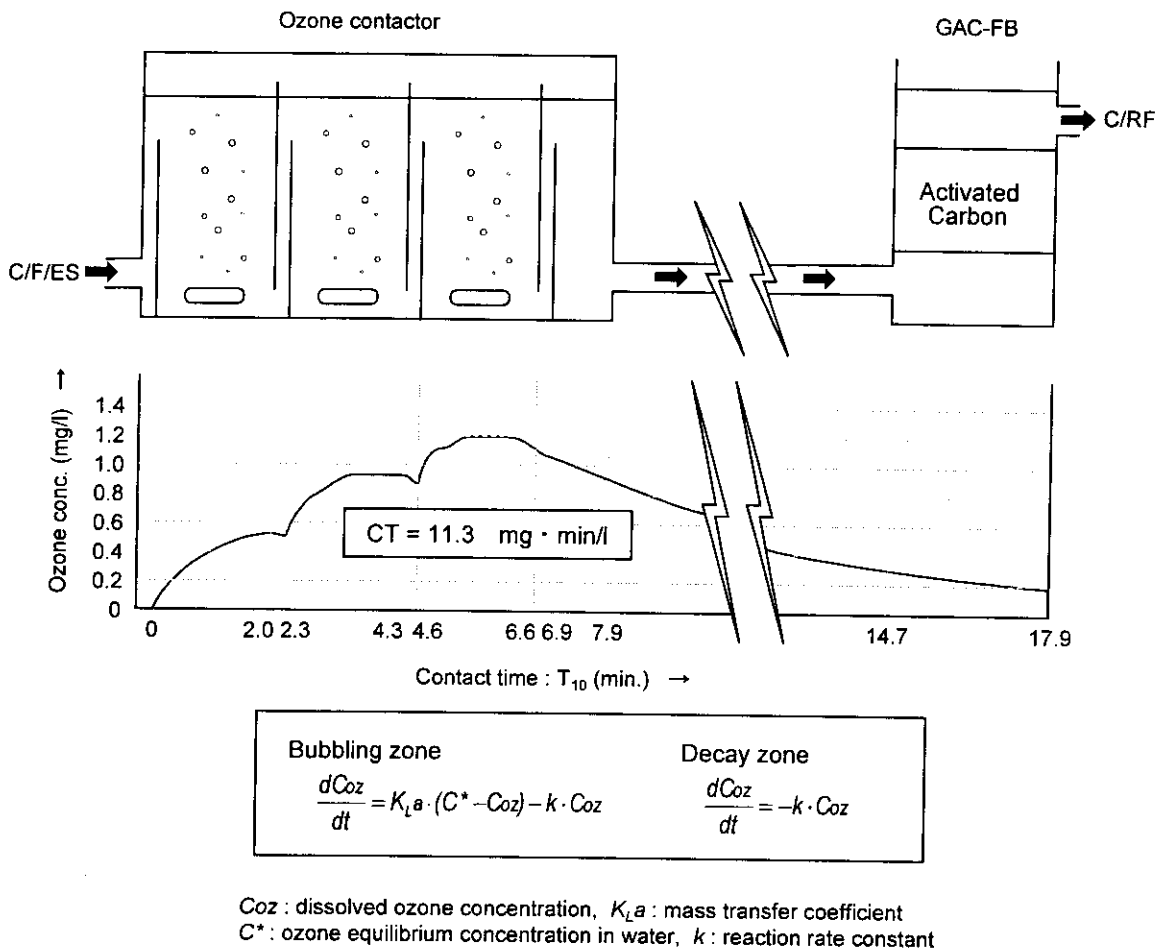 Ozone contactor
GAC-FB
C/RF
Activated
Carbon
C/F/ES
Ozone conc. (mg/l) →
1.4
1.2
1.0
0.8
0.6
0.4
0.2
0
CT = 11.3 mg・min/l
0 2.0 2.3 4.3 4.6 6.6 6.9 7.9 14.7 17.9
Contact time : T₁₀ (min.) →
Bubbling zone
dCoz/dt = K_L a・(C* –Coz) – k・Coz
Decay zone
dCoz/dt = –k・Coz
Coz : dissolved ozone concentration, K_L a : mass transfer coefficient
C* : ozone equilibrium concentration in water, k : reaction rate constant